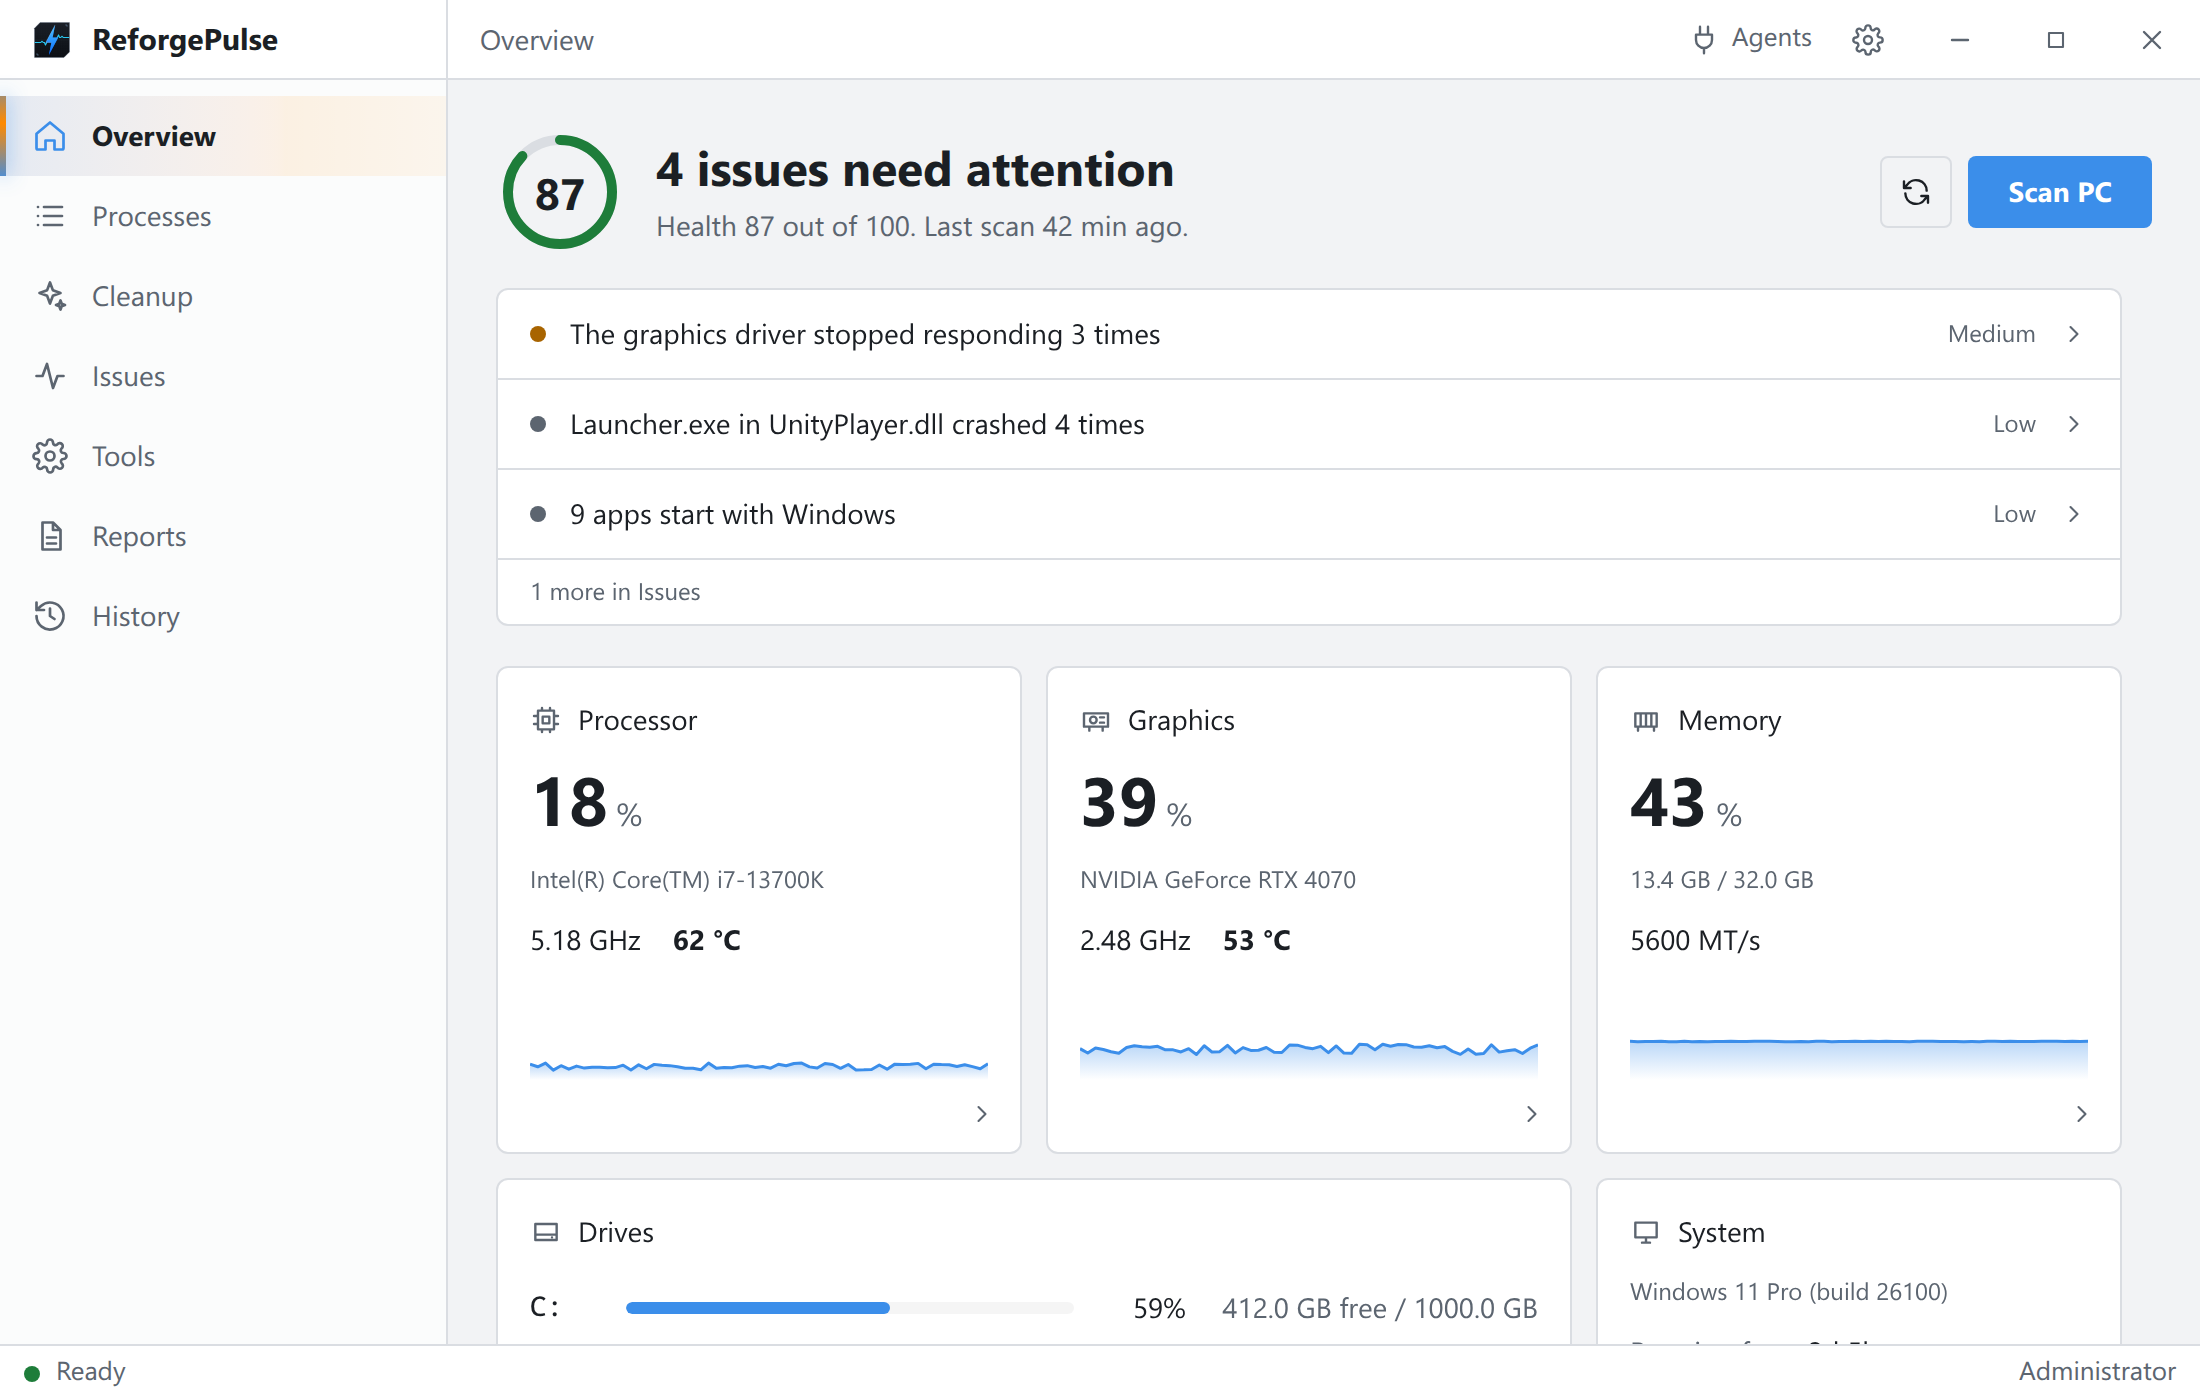 ReforgePulse
Overview
Agents
Overview
Processes
Cleanup
Issues
Tools
Reports
History
87
4 issues need attention
Health 87 out of 100. Last scan 42 min ago.
Scan PC
The graphics driver stopped responding 3 times
Medium
Launcher.exe in UnityPlayer.dll crashed 4 times
Low
9 apps start with Windows
Low
1 more in Issues
Processor
18 %
Intel(R) Core(TM) i7-13700K
5.18 GHz 62 °C
Graphics
39 %
NVIDIA GeForce RTX 4070
2.48 GHz 53 °C
Memory
43 %
13.4 GB / 32.0 GB
5600 MT/s
Drives
C: 59% 412.0 GB free / 1000.0 GB
System
Windows 11 Pro (build 26100)
Ready
Administrator